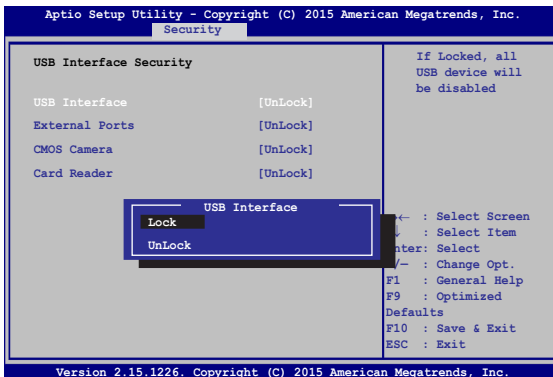 Aptio Setup Utility - Copyright (C) 2015 American Megatrends, Inc.
Security
USB Interface Security
USB Interface [UnLock]
External Ports [UnLock]
CMOS Camera [UnLock]
Card Reader [UnLock]
USB Interface
Lock
UnLock
If Locked, all
USB device will
be disabled
→← : Select Screen
↓ : Select Item
nter: Select
/— : Change Opt.
F1 : General Help
F9 : Optimized
Defaults
F10 : Save & Exit
ESC : Exit
Version 2.15.1226. Copyright (C) 2015 American Megatrends, Inc.